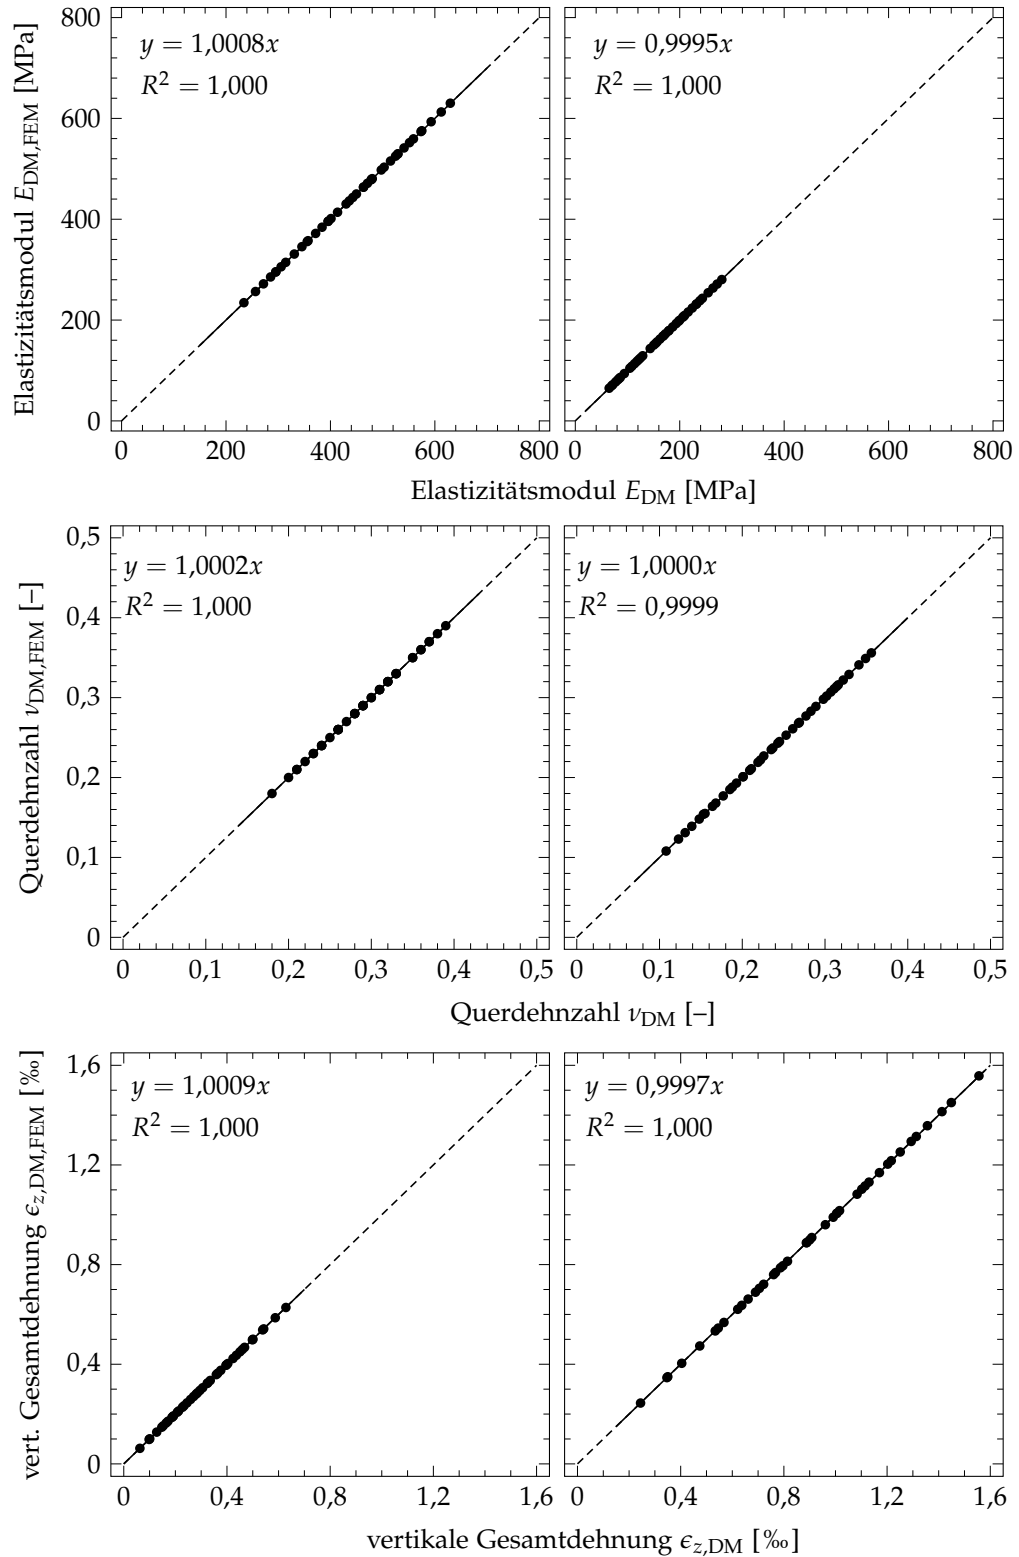 Elastizitätsmodul E_DM,FEM [MPa]
800
600
400
200
0
y = 1,0008x
R² = 1,000
y = 0,9995x
R² = 1,000
0 200 400 600 800 0 200 400 600 800
Elastizitätsmodul E_DM [MPa]
Querdehnzahl ν_DM,FEM [–]
0,5
0,4
0,3
0,2
0,1
0
y = 1,0002x
R² = 1,000
y = 1,0000x
R² = 0,9999
0 0,1 0,2 0,3 0,4 0,5 0 0,1 0,2 0,3 0,4 0,5
Querdehnzahl ν_DM [–]
vert. Gesamtdehnung ϵ_z,DM,FEM [‰]
1,6
1,2
0,8
0,4
0
y = 1,0009x
R² = 1,000
y = 0,9997x
R² = 1,000
0 0,4 0,8 1,2 1,6 0 0,4 0,8 1,2 1,6
vertikale Gesamtdehnung ϵ_z,DM [‰]